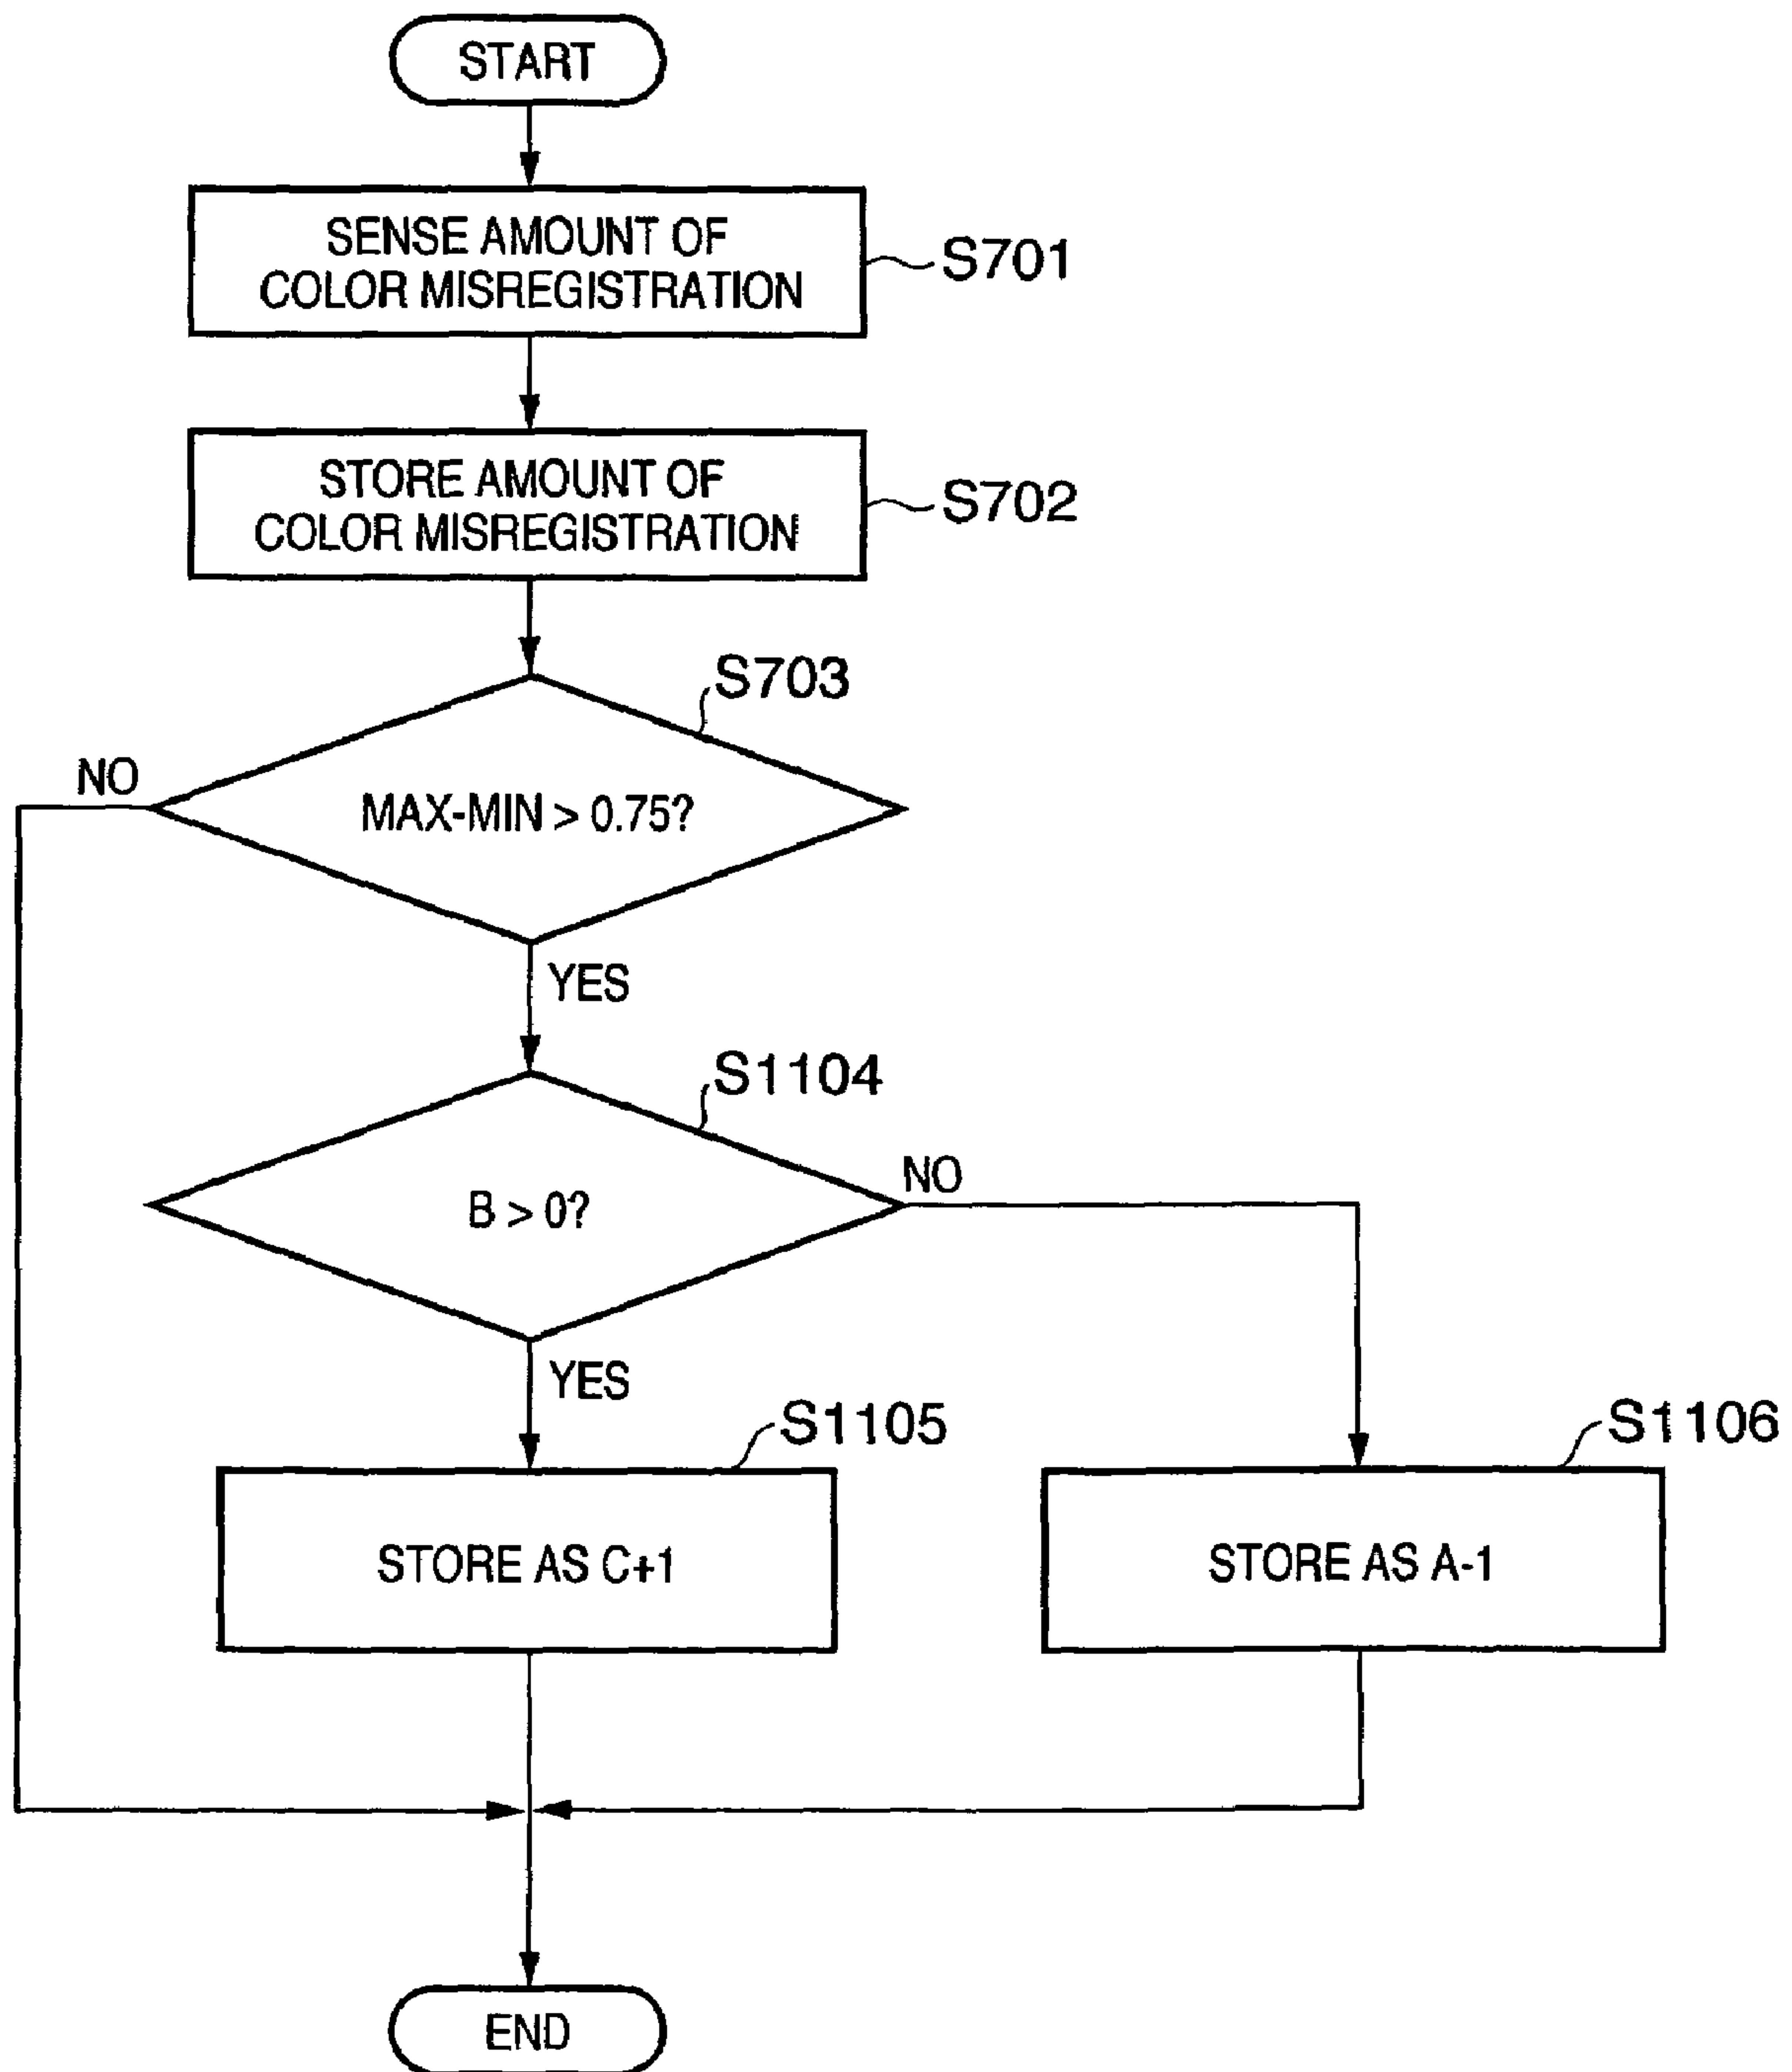 START
SENSE AMOUNT OF
COLOR MISREGISTRATION
S701
STORE AMOUNT OF
COLOR MISREGISTRATION
S702
S703
NO
MAX-MIN > 0.75?
YES
S1104
NO
B > 0?
YES
S1105
S1106
STORE AS C+1
STORE AS A-1
END